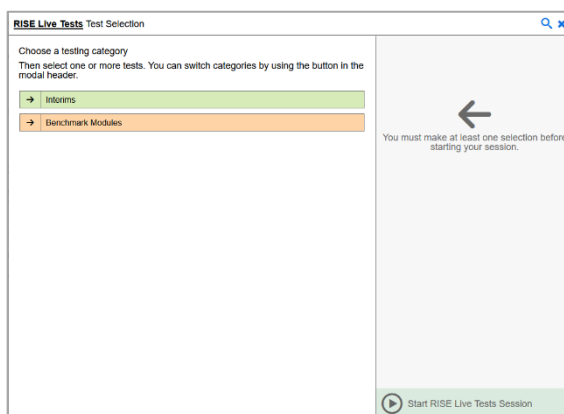 RISE Live Tests Test Selection
Choose a testing category
Then select one or more tests. You can switch categories by using the button in the
modal header.
Interims
Benchmark Modules
You must make at least one selection before
starting your session.
Start RISE Live Tests Session